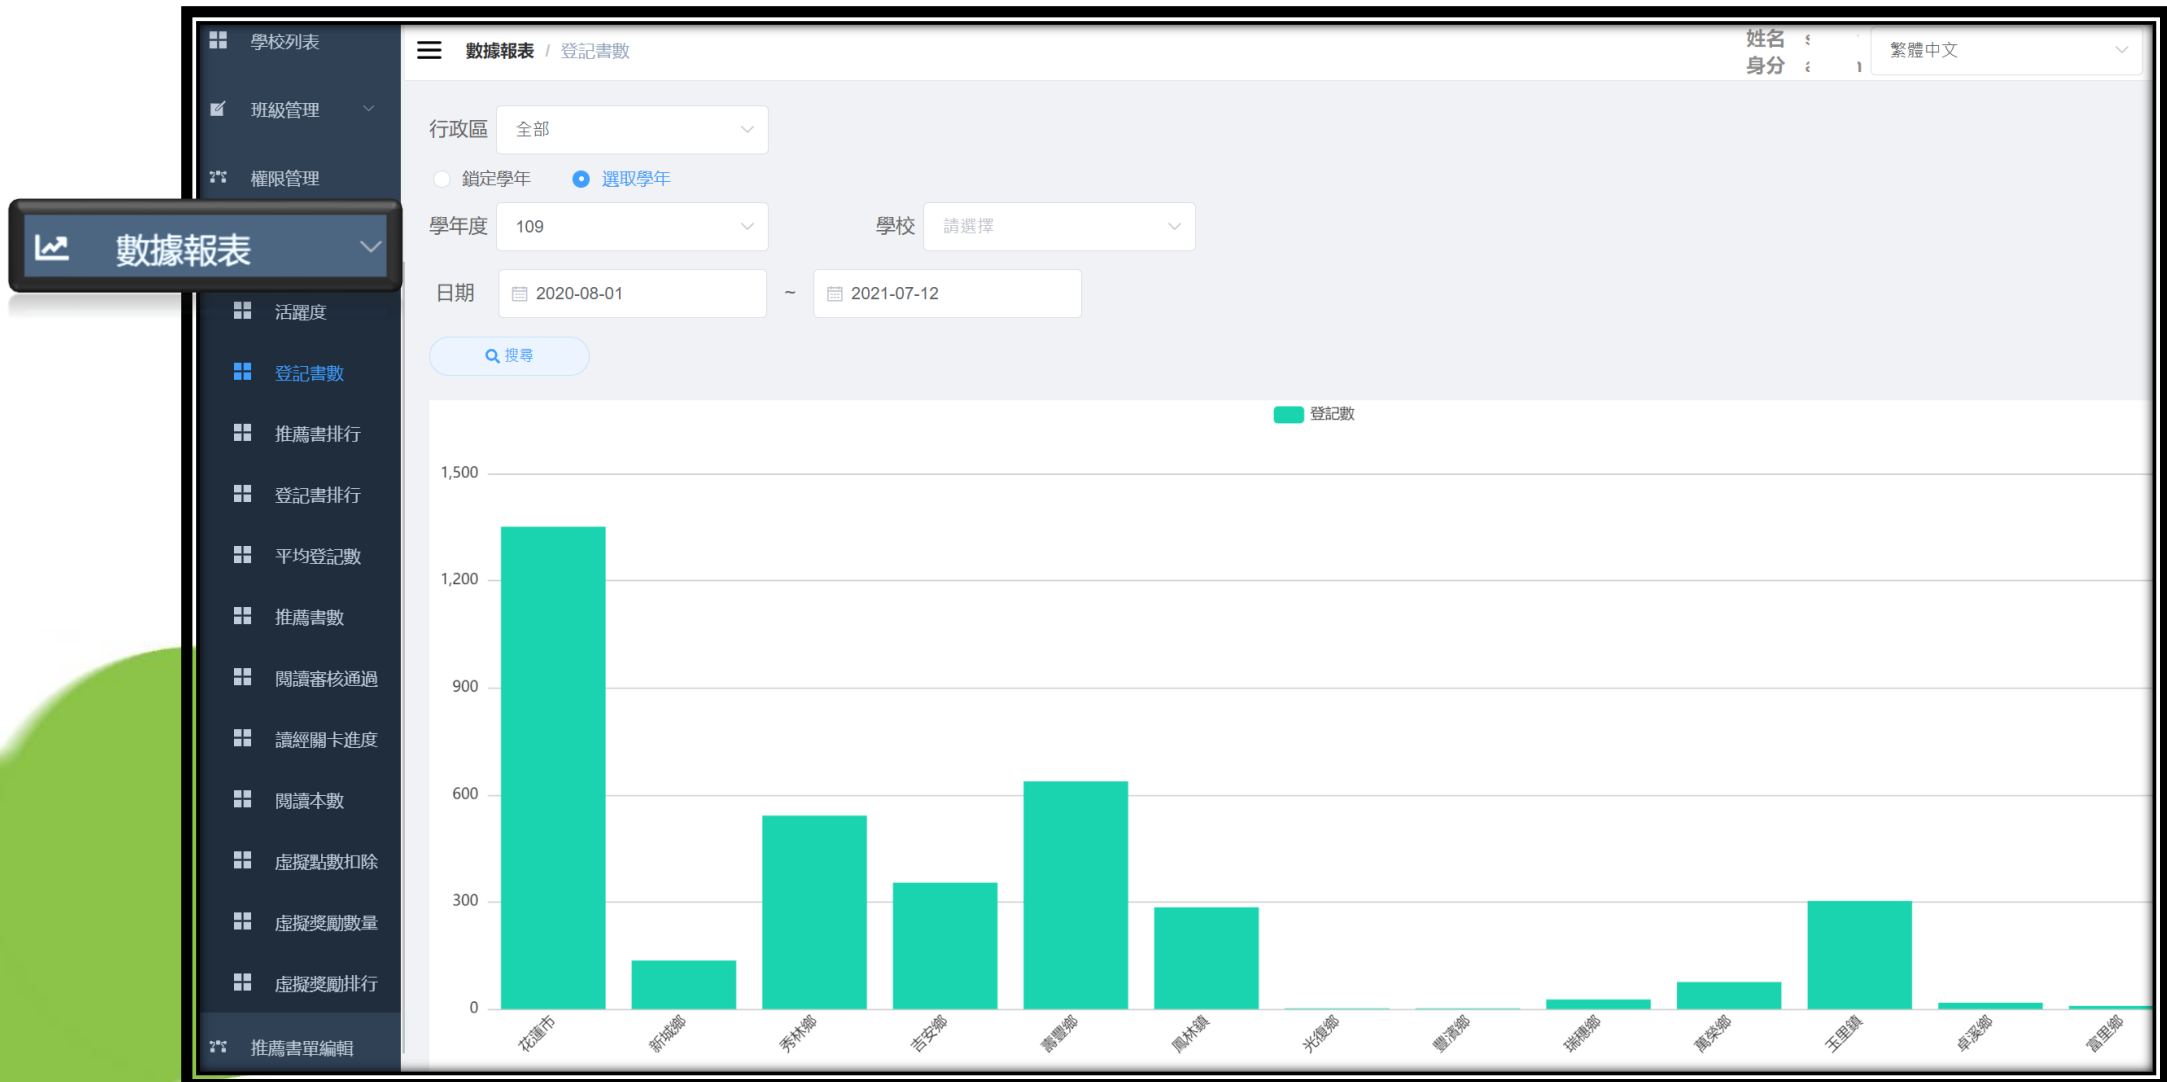 學校列表
班級管理
權限管理
數據報表
活躍度
登記書數
推薦書排行
登記書排行
平均登記數
推薦書數
閱讀審核通過
讀經關卡進度
閱讀本數
虛擬點數扣除
虛擬獎勵數量
虛擬獎勵排行
推薦書單編輯
數據報表 / 登記書數
姓名
身分
繁體中文
行政區 全部
鎖定學年 選取學年
學年度 109 學校 請選擇
日期 2020-08-01 ~ 2021-07-12
搜尋
登記數
1,500
1,200
900
600
300
0
花蓮市 新城鄉 秀林鄉 吉安鄉 壽豐鄉 鳳林鎮 光復鄉 豐濱鄉 瑞穗鄉 萬榮鄉 玉里鎮 卓溪鄉 富里鄉